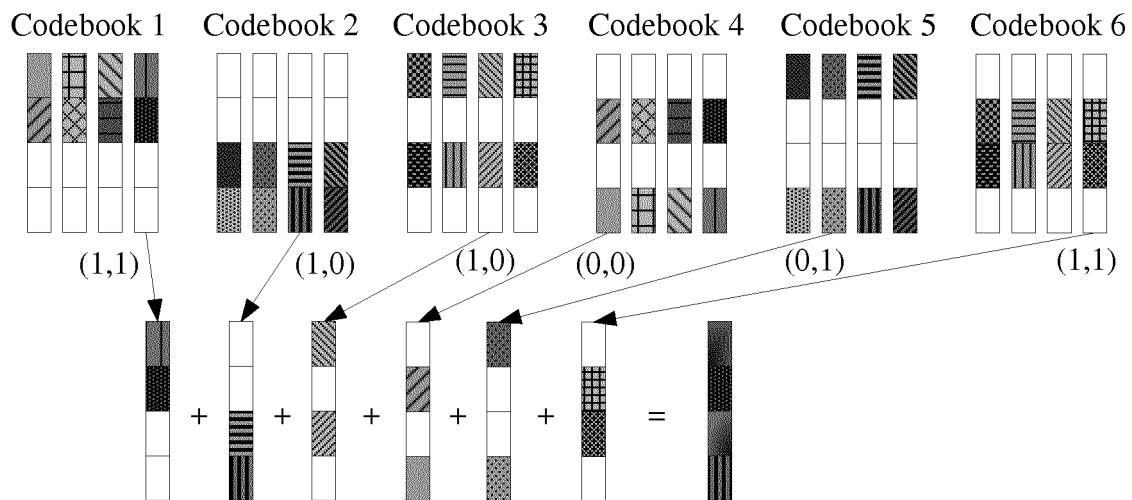 Codebook 1 Codebook 2 Codebook 3 Codebook 4 Codebook 5 Codebook 6
(1,1) (1,0) (1,0) (0,0) (0,1) (1,1)
+ + + + + =